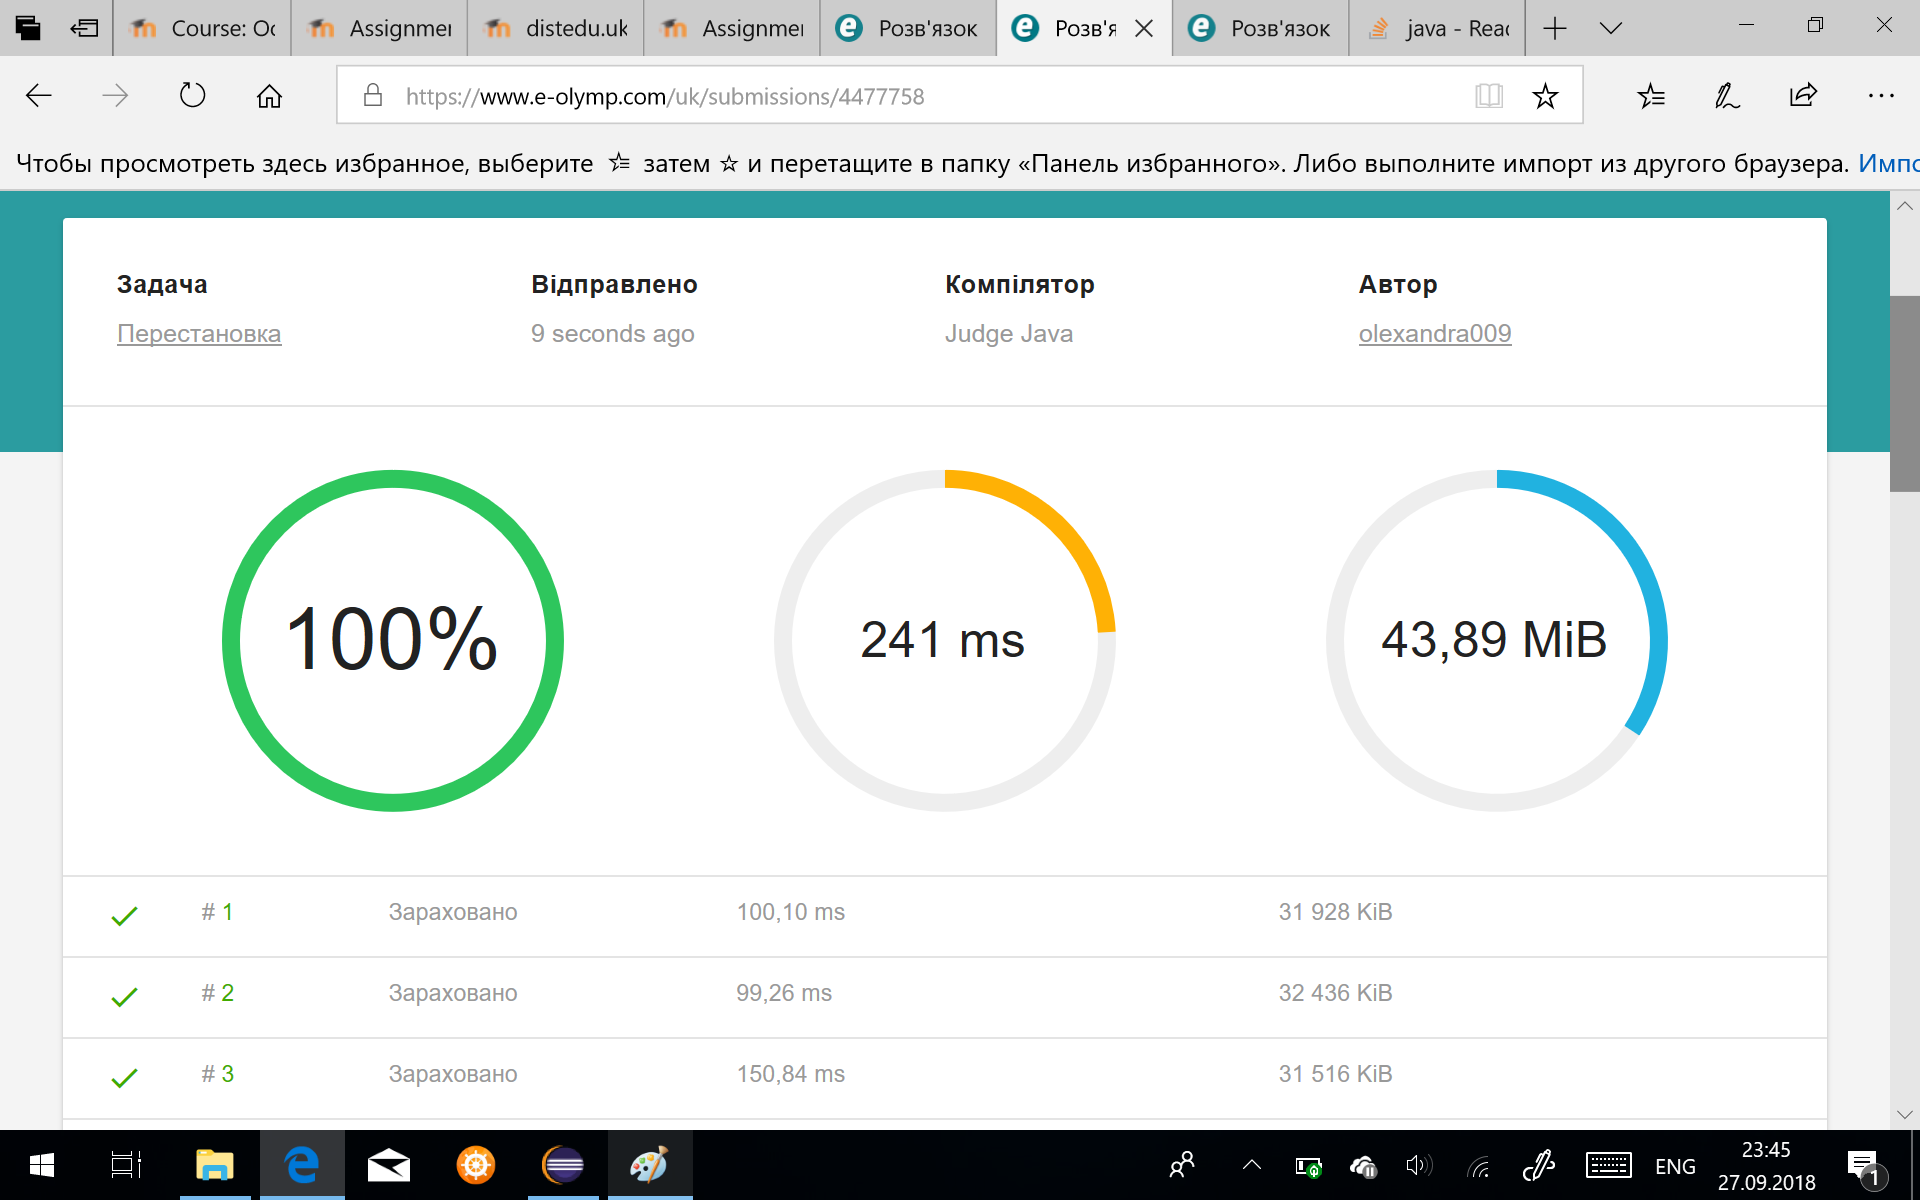 Course: Oc
Assignmer
distedu.uk
Assignmer
Розв'язок
Розв'я
Розв'язок
java - Reac
https://www.e-olymp.com/uk/submissions/4477758
Чтобы просмотреть здесь избранное, выберите затем и перетащите в папку «Панель избранного». Либо выполните импорт из другого браузера. Импо
Задача Відправлено Компілятор Автор
Перестановка 9 seconds ago Judge Java olexandra009
100% 241 ms 43,89 MiB
# 1 Зараховано 100,10 ms 31 928 KiB
# 2 Зараховано 99,26 ms 32 436 KiB
# 3 Зараховано 150,84 ms 31 516 KiB
ENG
23:45
27.09.2018
1